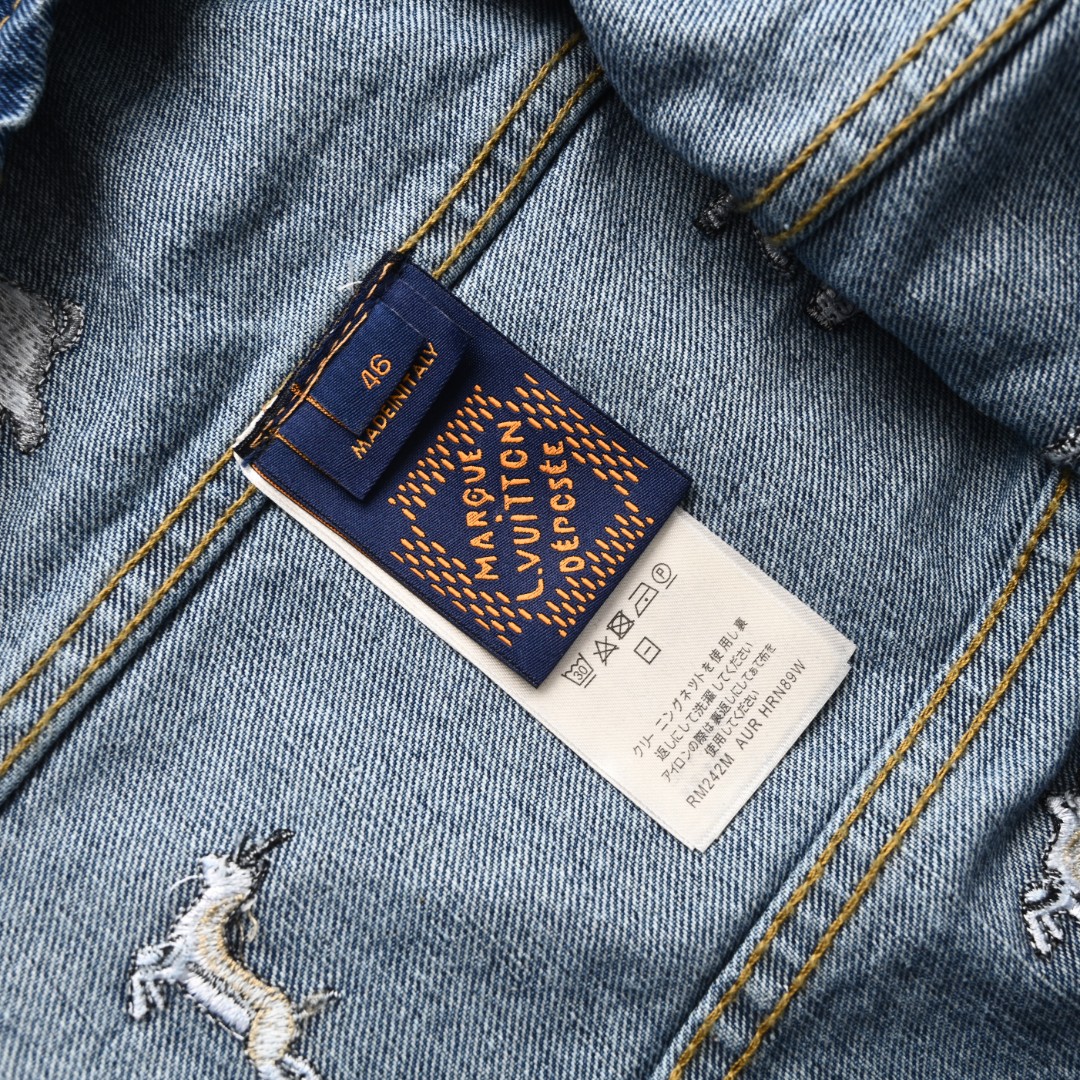 46
MADEINITALY
MARQUE
L.VUITTON
DÉPOSÉE
30
P
クリーニングネットを使用し裏
返しにして洗濯してください
アイロンの際は裏返しにしてあて布を
使用してください
RM242M AUR HRN89W